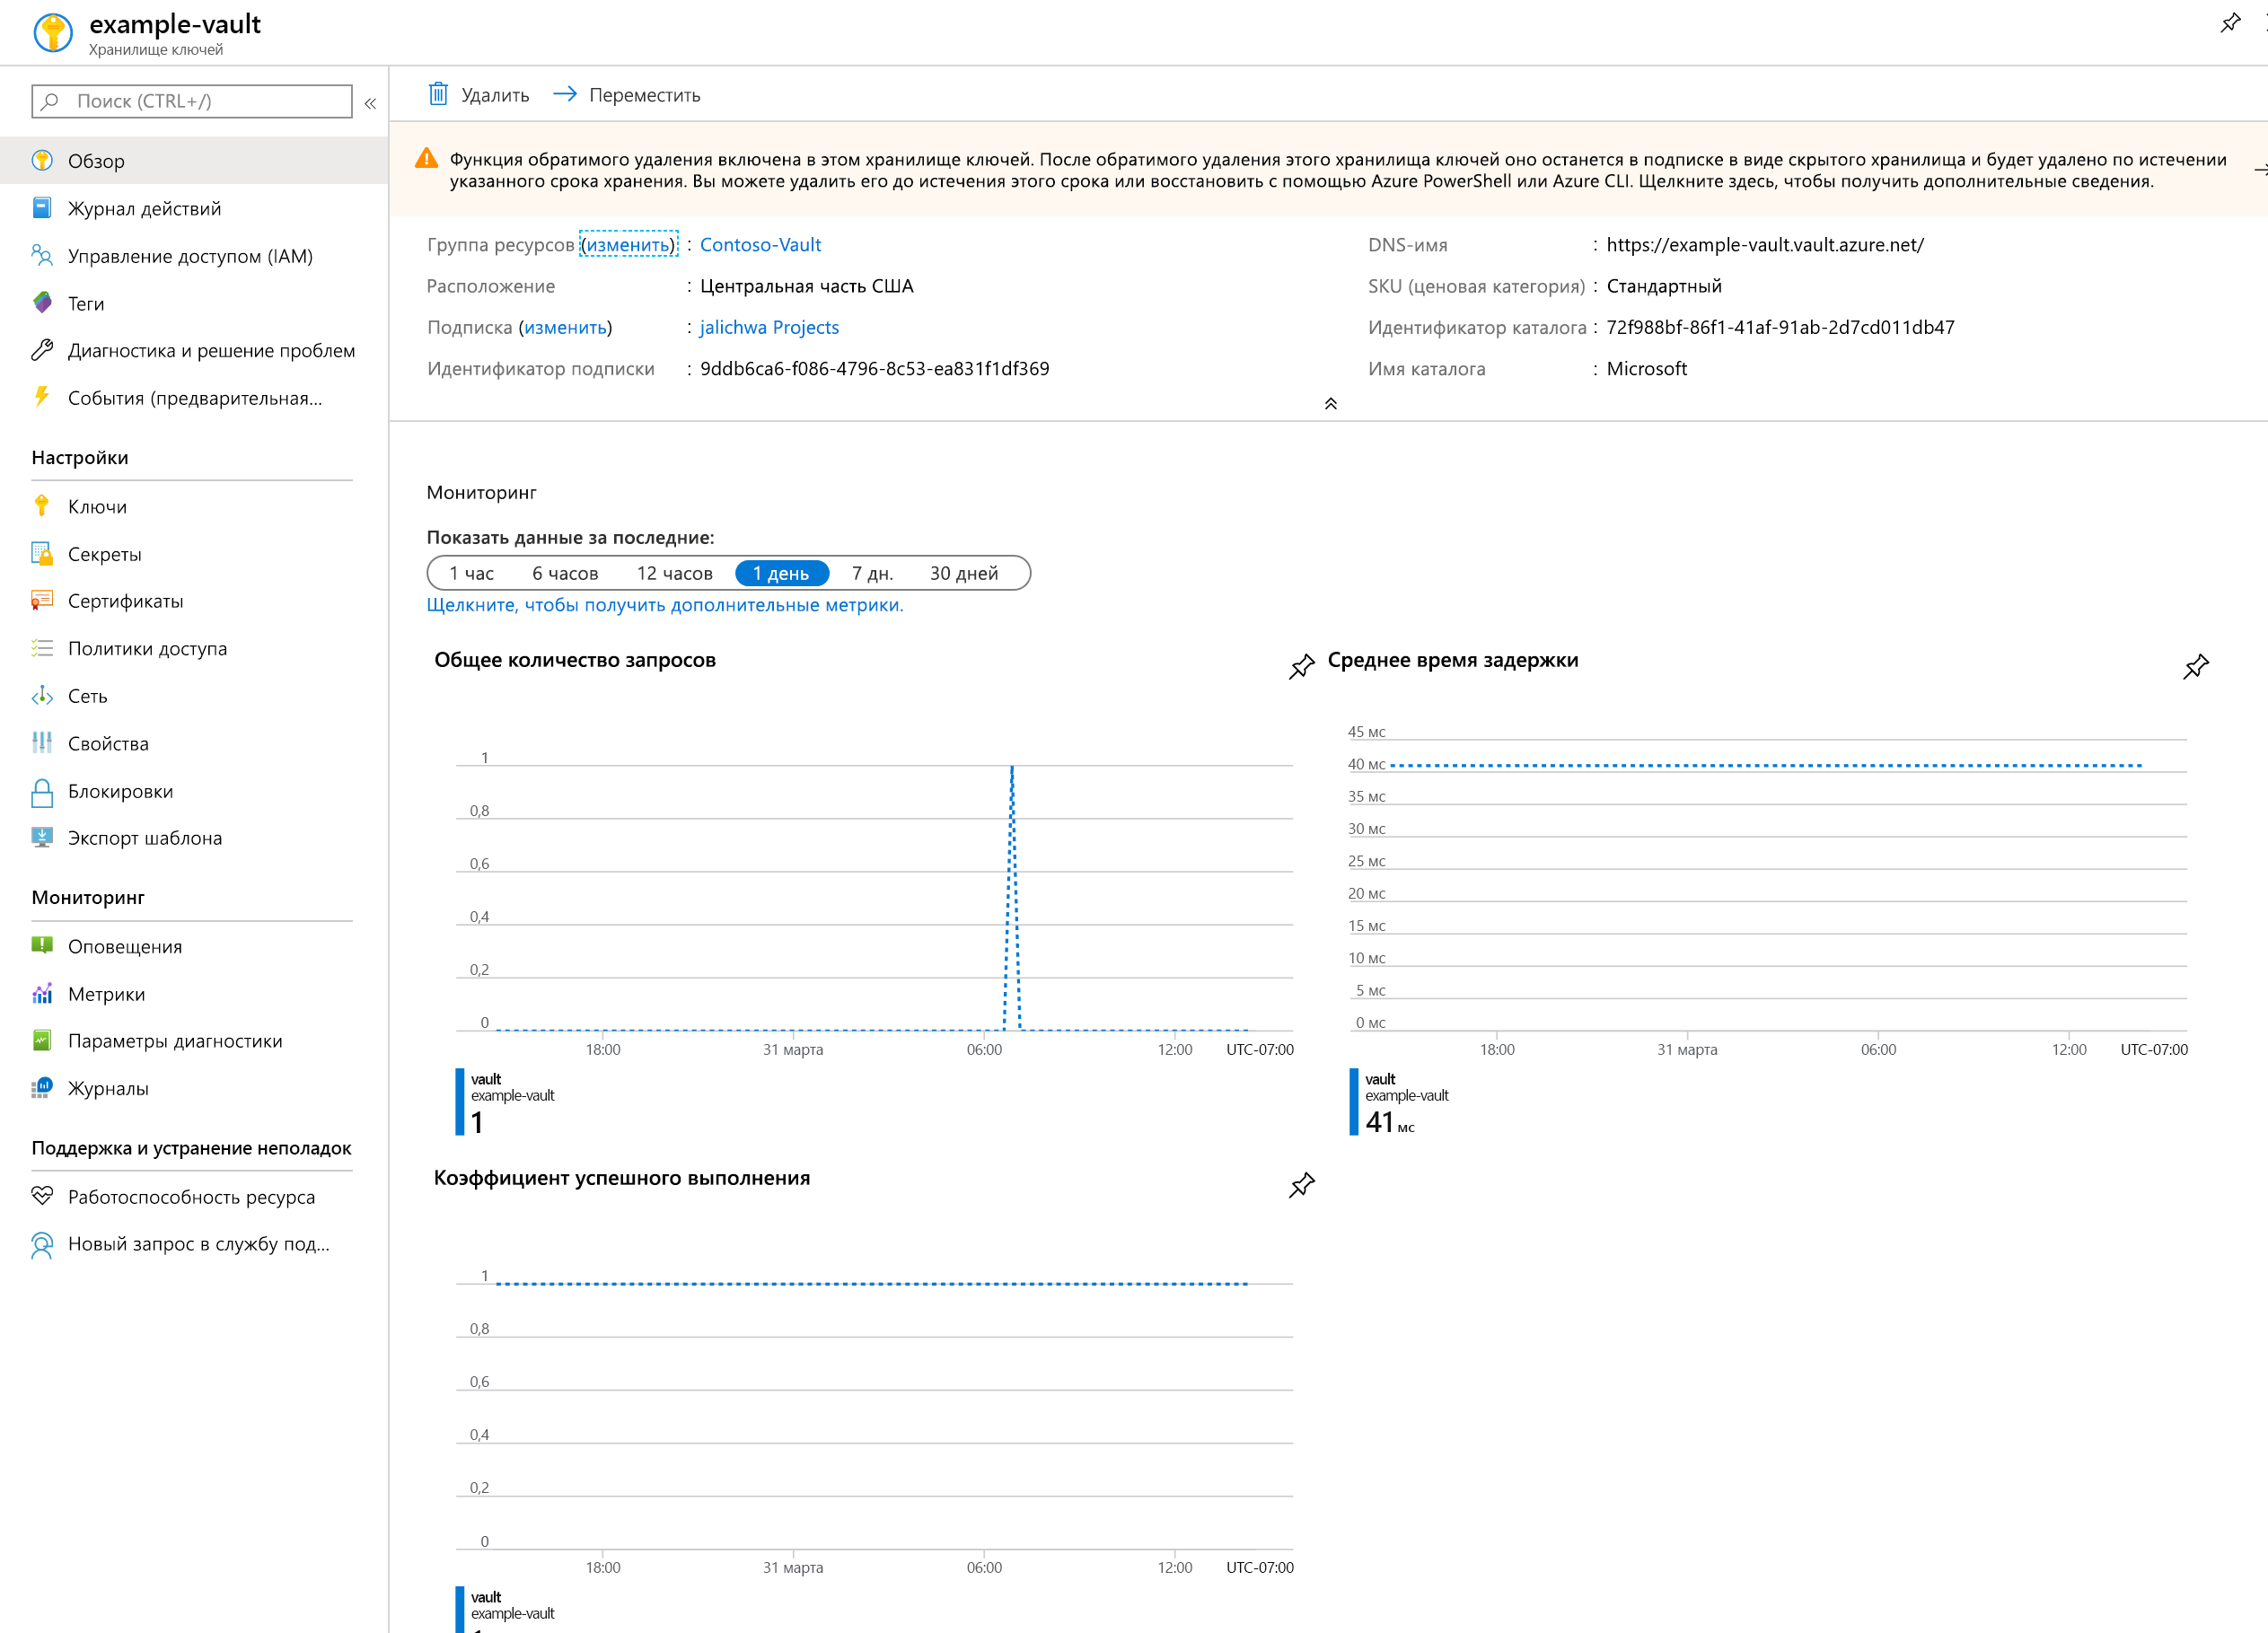 example-vault
Хранилище ключей
Поиск (CTRL+/)
Обзор
Журнал действий
Управление доступом (IAM)
Теги
Диагностика и решение проблем
События (предварительная...
Настройки
Ключи
Секреты
Сертификаты
Политики доступа
Сеть
Свойства
Блокировки
Экспорт шаблона
Мониторинг
Оповещения
Метрики
Параметры диагностики
Журналы
Поддержка и устранение неполадок
Работоспособность ресурса
Новый запрос в службу под...
Удалить
Переместить
Функция обратимого удаления включена в этом хранилище ключей. После обратимого удаления этого хранилища ключей оно останется в подписке в виде скрытого хранилища и будет удалено по истечении
указанного срока хранения. Вы можете удалить его до истечения этого срока или восстановить с помощью Azure PowerShell или Azure CLI. Щелкните здесь, чтобы получить дополнительные сведения.
Группа ресурсов (изменить) : Contoso-Vault
Расположение : Центральная часть США
Подписка (изменить) : jalichwa Projects
Идентификатор подписки : 9ddb6ca6-f086-4796-8c53-ea831f1df369
DNS-имя : https://example-vault.vault.azure.net/
SKU (ценовая категория) : Стандартный
Идентификатор каталога : 72f988bf-86f1-41af-91ab-2d7cd011db47
Имя каталога : Microsoft
Мониторинг
Показать данные за последние:
1 час 6 часов 12 часов 1 день 7 дн. 30 дней
Щелкните, чтобы получить дополнительные метрики.
Общее количество запросов
1
0,8
0,6
0,4
0,2
0
18:00 31 марта 06:00 12:00 UTC-07:00
vault
example-vault
1
Среднее время задержки
45 мс
40 мс
35 мс
30 мс
25 мс
20 мс
15 мс
10 мс
5 мс
0 мс
18:00 31 марта 06:00 12:00 UTC-07:00
vault
example-vault
41 мс
Коэффициент успешного выполнения
1
0,8
0,6
0,4
0,2
0
18:00 31 марта 06:00 12:00 UTC-07:00
vault
example-vault